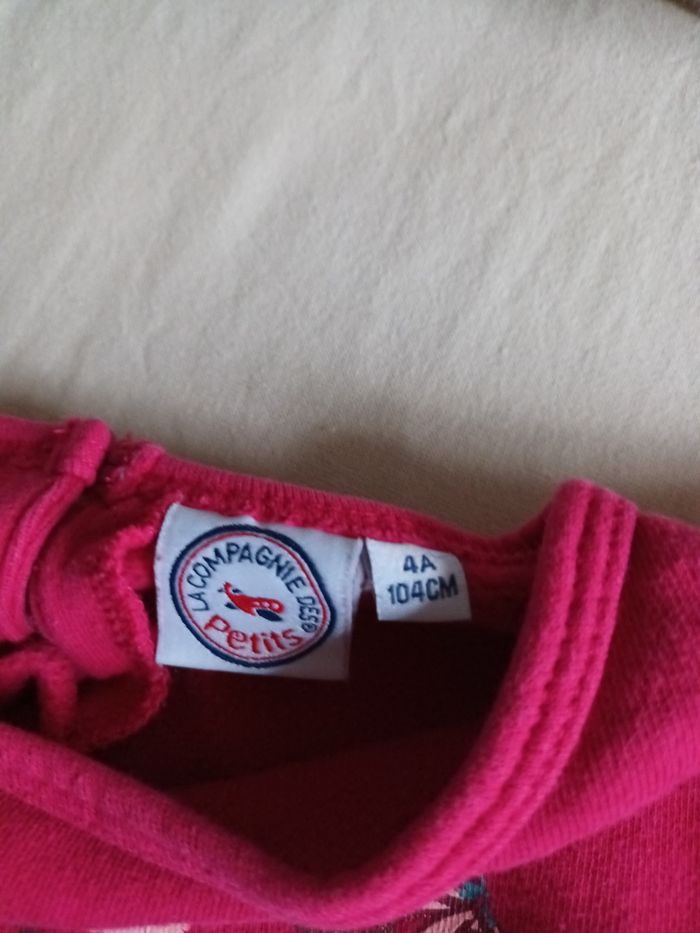 LA COMPAGNIE DES®
Petits
4A
104CM